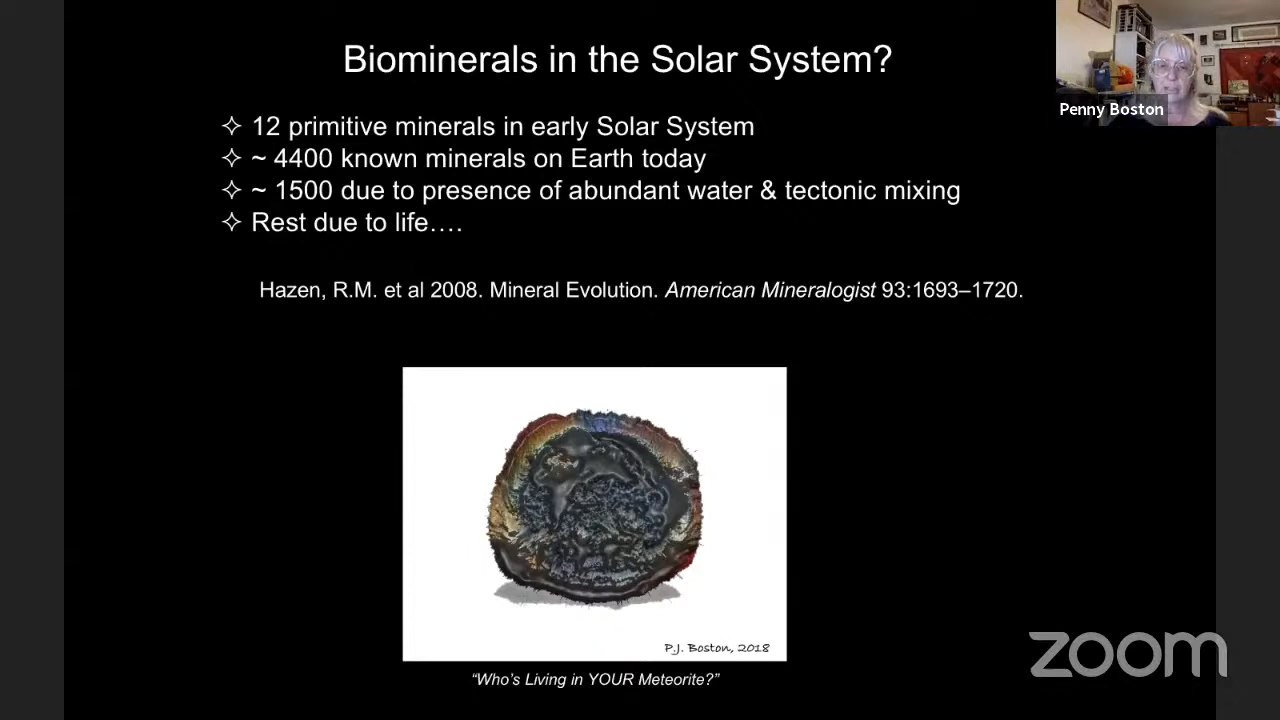 Biominerals in the Solar System?
Penny Boston
✧ 12 primitive minerals in early Solar System
✧ ~ 4400 known minerals on Earth today
✧ ~ 1500 due to presence of abundant water & tectonic mixing
✧ Rest due to life….
Hazen, R.M. et al 2008. Mineral Evolution. American Mineralogist 93:1693–1720.
P.J. Boston, 2018
zoom
“Who’s Living in YOUR Meteorite?”